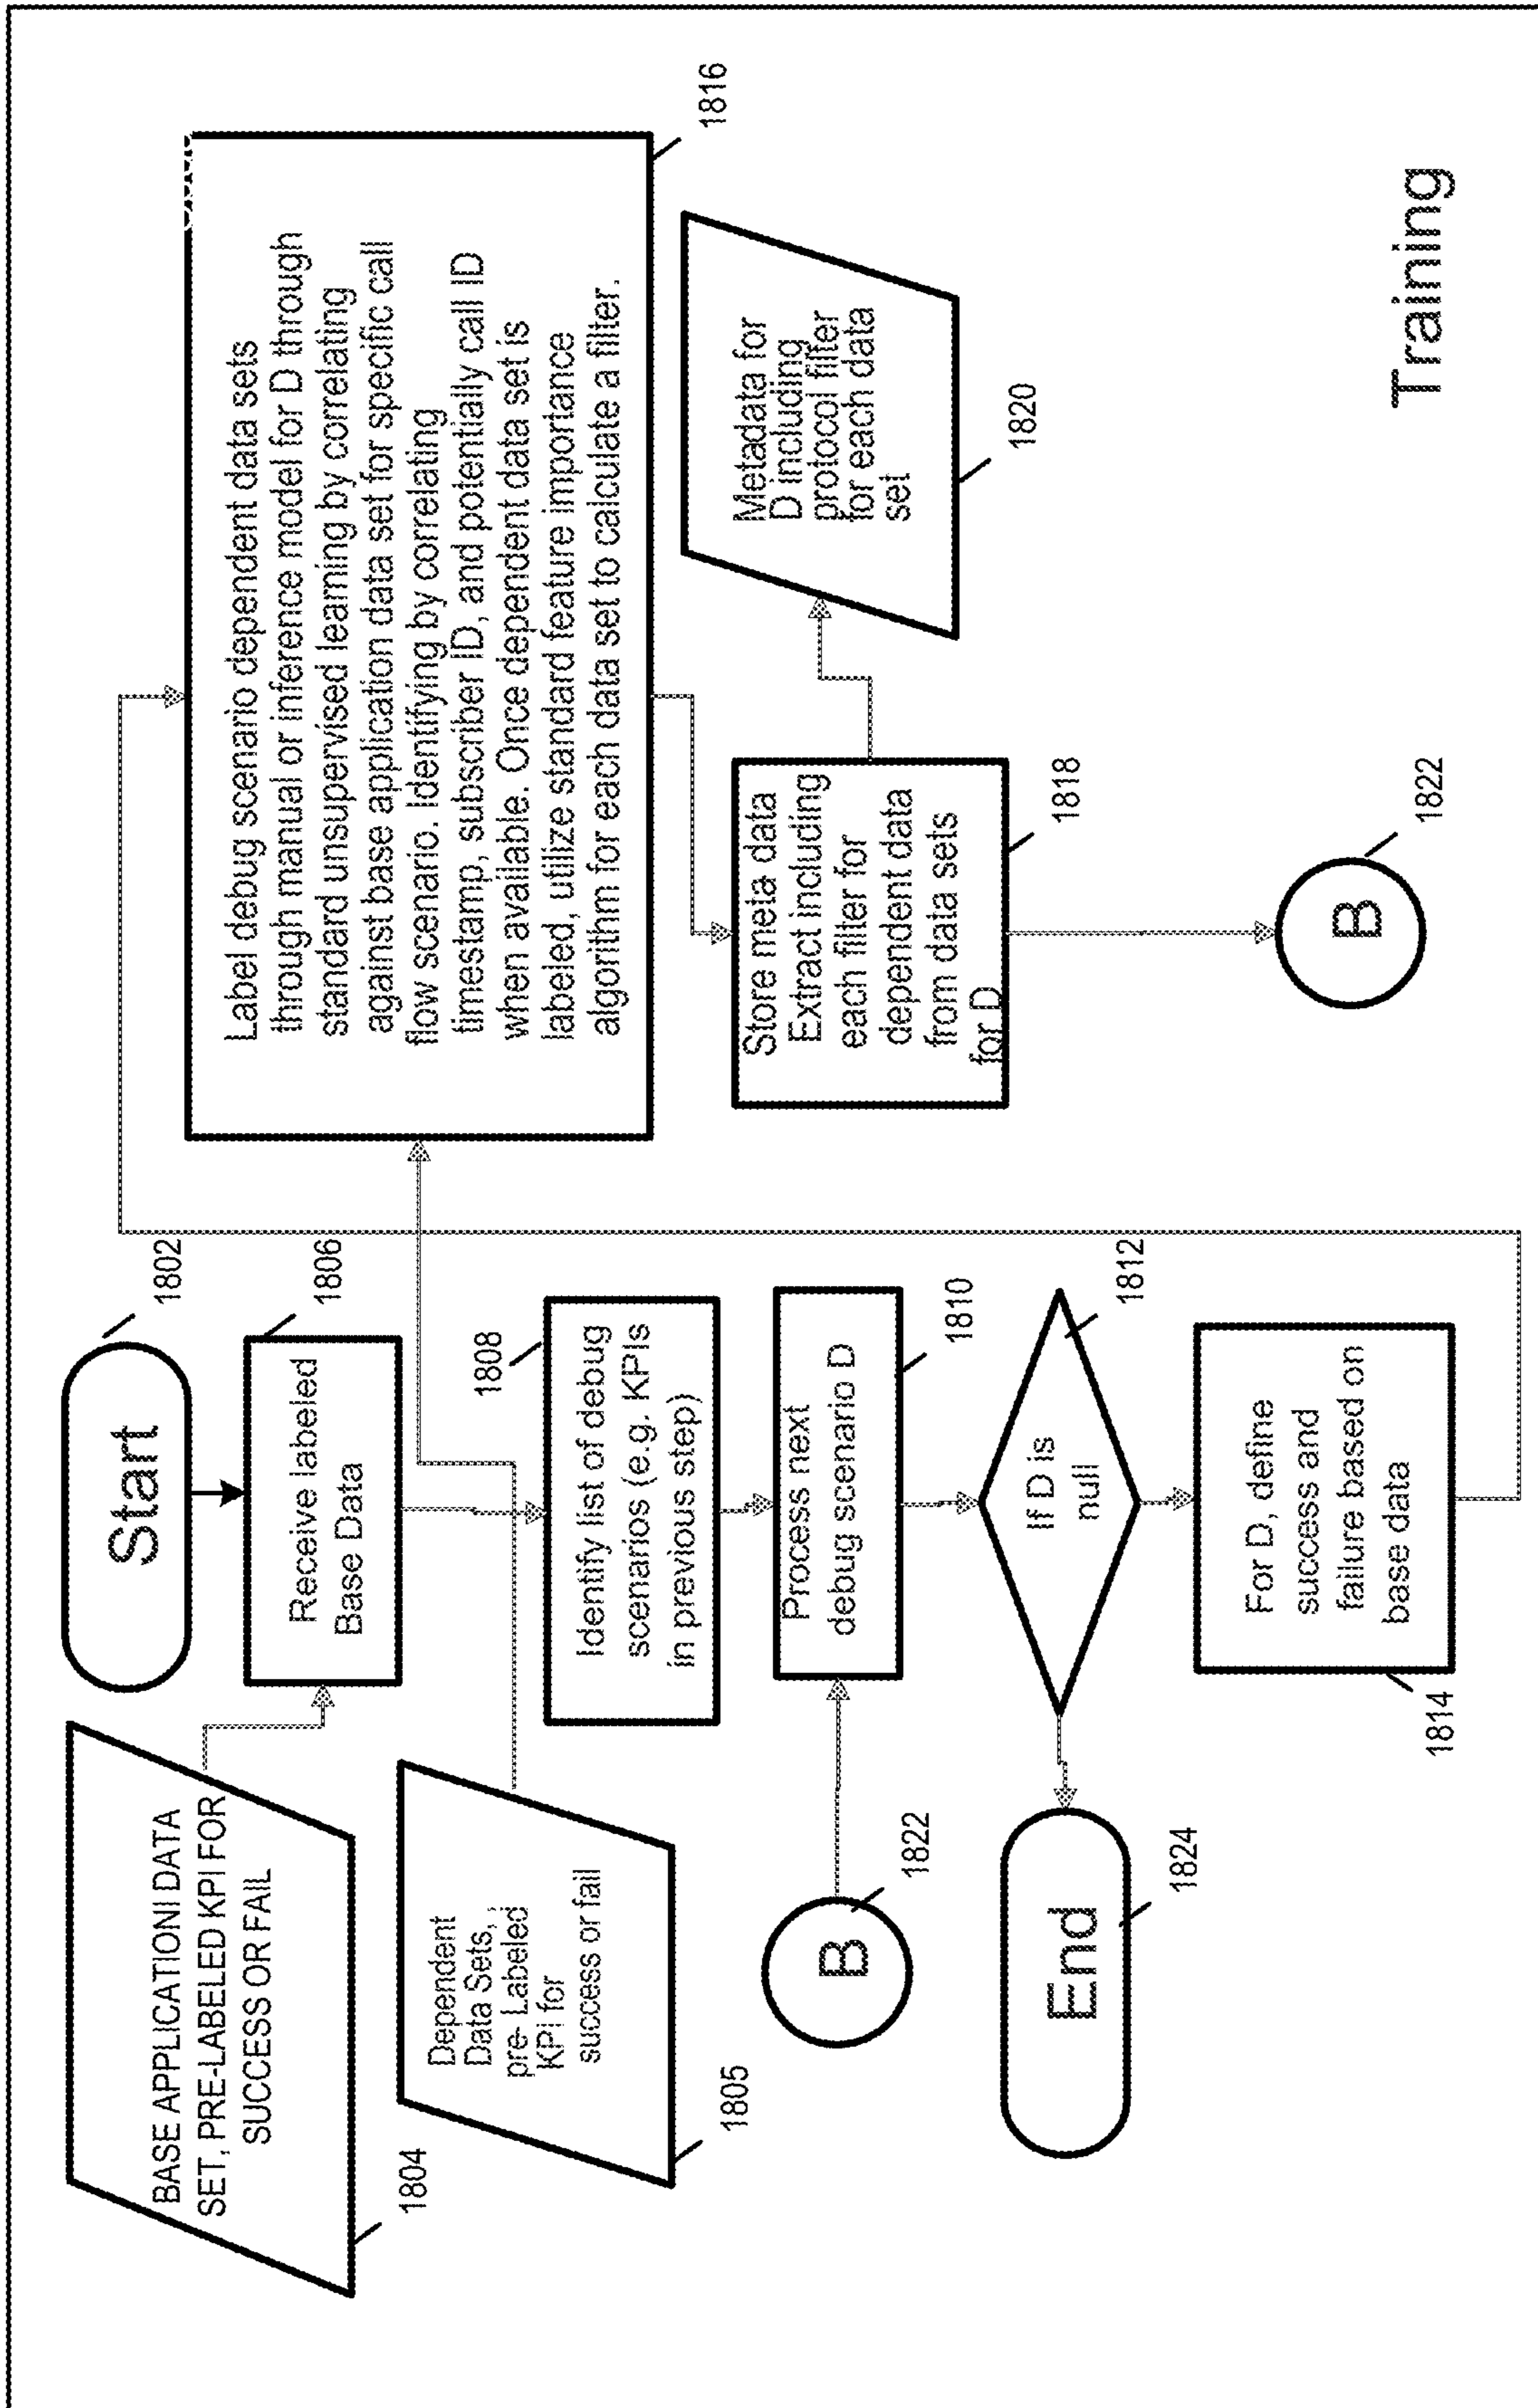 Start
1802
BASE APPLICATIONI DATA
SET, PRE-LABELED KPI FOR
SUCCESS OR FAIL
1804
Receive labeled
Base Data
1806
Dependent
Data Sets, ;
pre- Labeled
KPI for
success or fail
1805
1808
Identify list of debug
scenarios (e.g. KPIs
in previous step)
B
1822
Process next
debug scenario D
1810
If D is
null
1812
End
1824
For D, define
success and
failure based on
base data
1814
Label debug scenario dependent data sets
through manual or inference model for D through
standard unsupervised learning by correlating
against base application data set for specific call
flow scenario. Identifying by correlating
timestamp, subscriber ID, and potentially call ID
when available. Once dependent data set is
labeled, utilize standard feature importance
algorithm for each data set to calculate a filter.
1816
Store meta-data
Extract including
each filter for
dependent data
from data sets
for D
1818
Metadata for
D including
protocol filter
for each data
set
1820
B
1822
Training